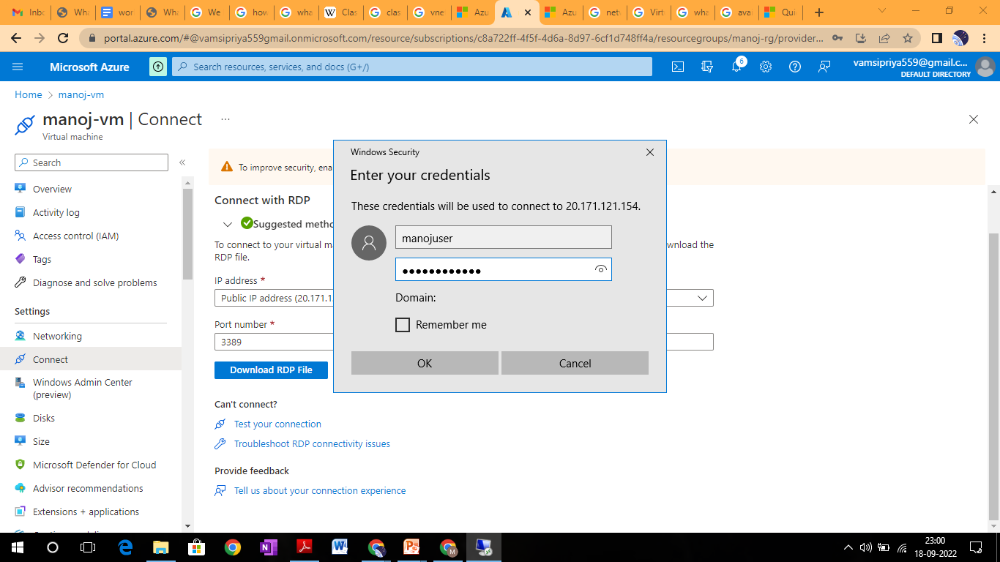 Inbo
Wha
wor
Wha
We
how
wha
Clas
clas
vne
Azu
Azu
netw
Virt
wha
avai
Qui
portal.azure.com/#@vamsipriya559gmail.onmicrosoft.com/resource/subscriptions/c8a722ff-4f5f-4d6a-8d97-6cf1d748ff4a/resourcegroups/manoj-rg/provider...
Microsoft Azure
Search resources, services, and docs (G+/)
6
vamsipriya559@gmail.c...
DEFAULT DIRECTORY
Home > manoj-vm
manoj-vm | Connect ...
Virtual machine
Search
«
Overview
Activity log
Access control (IAM)
Tags
Diagnose and solve problems
Settings
Networking
Connect
Windows Admin Center
(preview)
Disks
Size
Microsoft Defender for Cloud
Advisor recommendations
Extensions + applications
To improve security, ena
Connect with RDP
Suggested metho
To connect to your virtual ma
wnload the
RDP file.
IP address *
Public IP address (20.171.1
Port number *
3389
Download RDP File
Can't connect?
Test your connection
Troubleshoot RDP connectivity issues
Provide feedback
Tell us about your connection experience
Windows Security
Enter your credentials
These credentials will be used to connect to 20.171.121.154.
manojuser
●●●●●●●●●●●●
Domain:
Remember me
OK
Cancel
23:00
18-09-2022